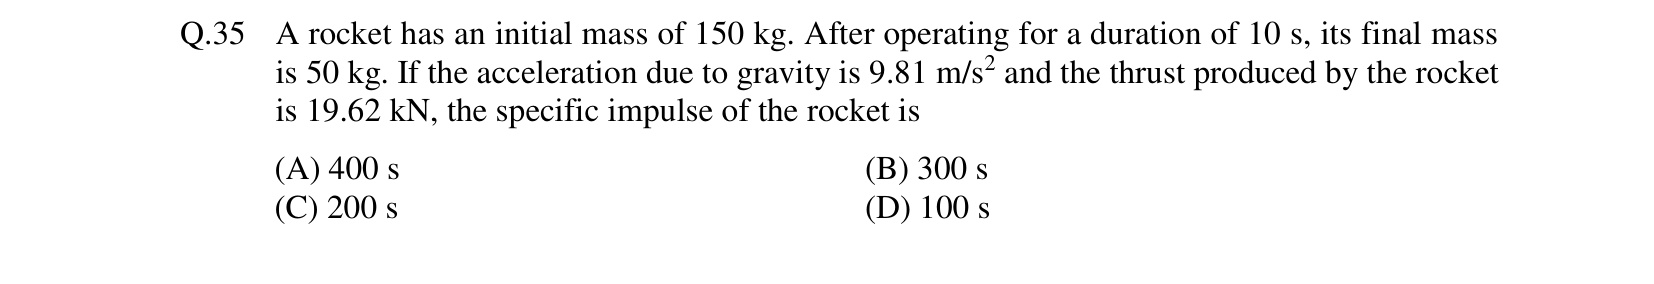 Q.35 A rocket has an initial mass of 150 kg. After operating for a duration of 10 s, its final mass
is 50 kg. If the acceleration due to gravity is 9.81 m/s² and the thrust produced by the rocket
is 19.62 kN, the specific impulse of the rocket is
(A) 400 s (B) 300 s
(C) 200 s (D) 100 s